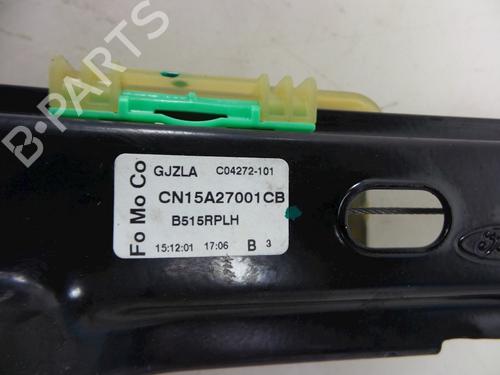 B-PARTS
Fo Mo Co
GJZLA C04272-101
CN15A27001CB
B515RPLH
15:12:01 17:06 B 3